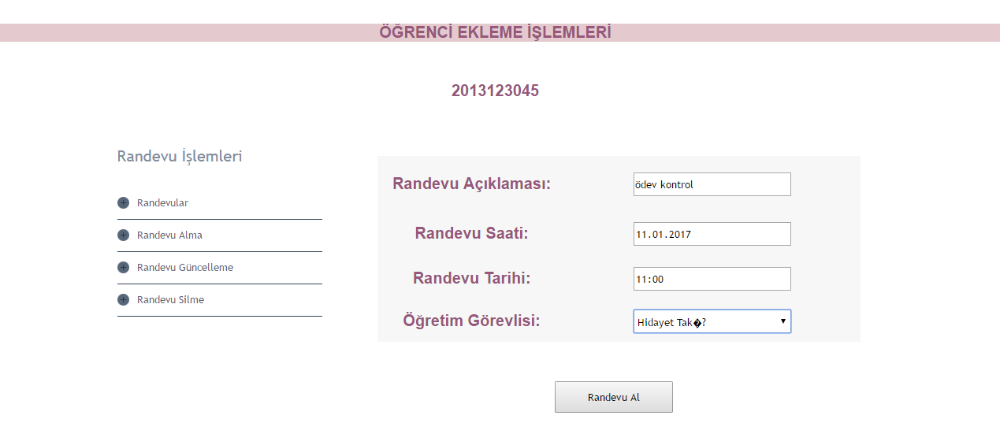 ÖĞRENCİ EKLEME İŞLEMLERİ
2013123045
Randevu İşlemleri
Randevular
Randevu Alma
Randevu Güncelleme
Randevu Silme
Randevu Açıklaması: ödev kontrol
Randevu Saati: 11.01.2017
Randevu Tarihi: 11:00
Öğretim Görevlisi: Hidayet Tak�?
Randevu Al